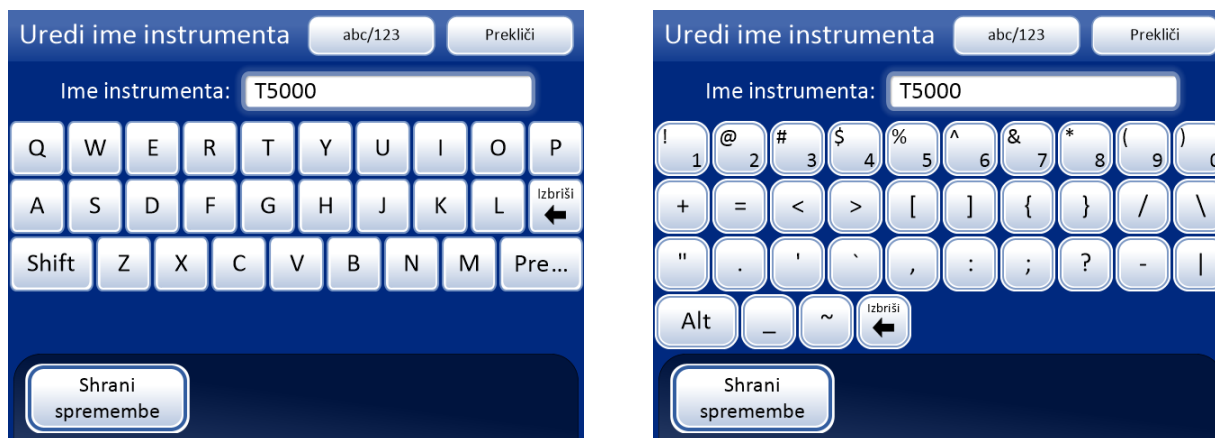 Uredi ime instrumenta abc/123 Prekliči
Ime instrumenta: T5000
Q W E R T Y U I O P
A S D F G H J K L Izbriši
Shift Z X C V B N M Pre...
Shrani
spremembe
Uredi ime instrumenta abc/123 Prekliči
Ime instrumenta: T5000
! 1 @ 2 # 3 $ 4 % 5 ^ 6 & 7 * 8 ( 9 ) 0
+ = < > [ ] { } / \
" . ' ` , : ; ? - |
Alt _ ~ Izbriši
Shrani
spremembe